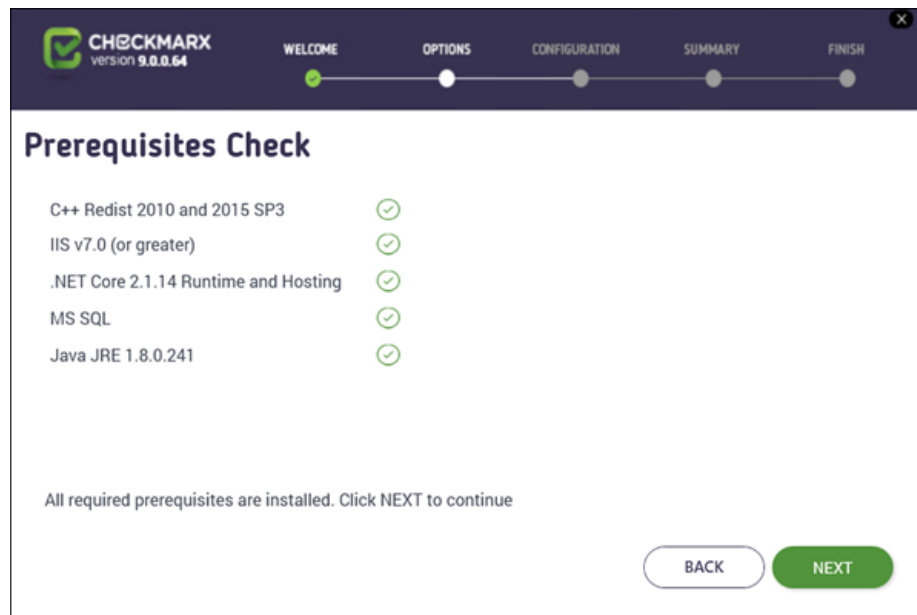 CHECKMARX
version 9.0.0.64
WELCOME
OPTIONS
CONFIGURATION
SUMMARY
FINISH
Prerequisites Check
C++ Redist 2010 and 2015 SP3
IIS v7.0 (or greater)
.NET Core 2.1.14 Runtime and Hosting
MS SQL
Java JRE 1.8.0.241
All required prerequisites are installed. Click NEXT to continue
BACK
NEXT